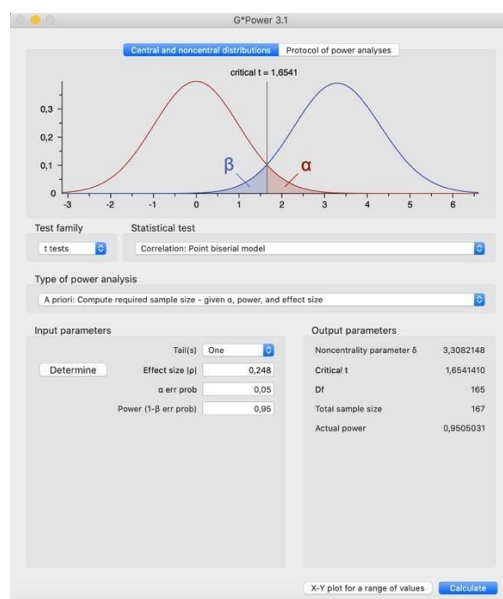 G*Power 3.1
Central and noncentral distributions Protocol of power analyses
critical t = 1,6541
0,3
0,2
0,1
0
β
α
-3 -2 -1 0 1 2 3 4 5 6
Test family Statistical test
t tests Correlation: Point biserial model
Type of power analysis
A priori: Compute required sample size – given α, power, and effect size
Input parameters
Tail(s) One
Determine Effect size |ρ| 0,248
α err prob 0,05
Power (1-β err prob) 0,95
Output parameters
Noncentrality parameter δ 3,3082148
Critical t 1,6541410
Df 165
Total sample size 167
Actual power 0,9505031
X-Y plot for a range of values Calculate